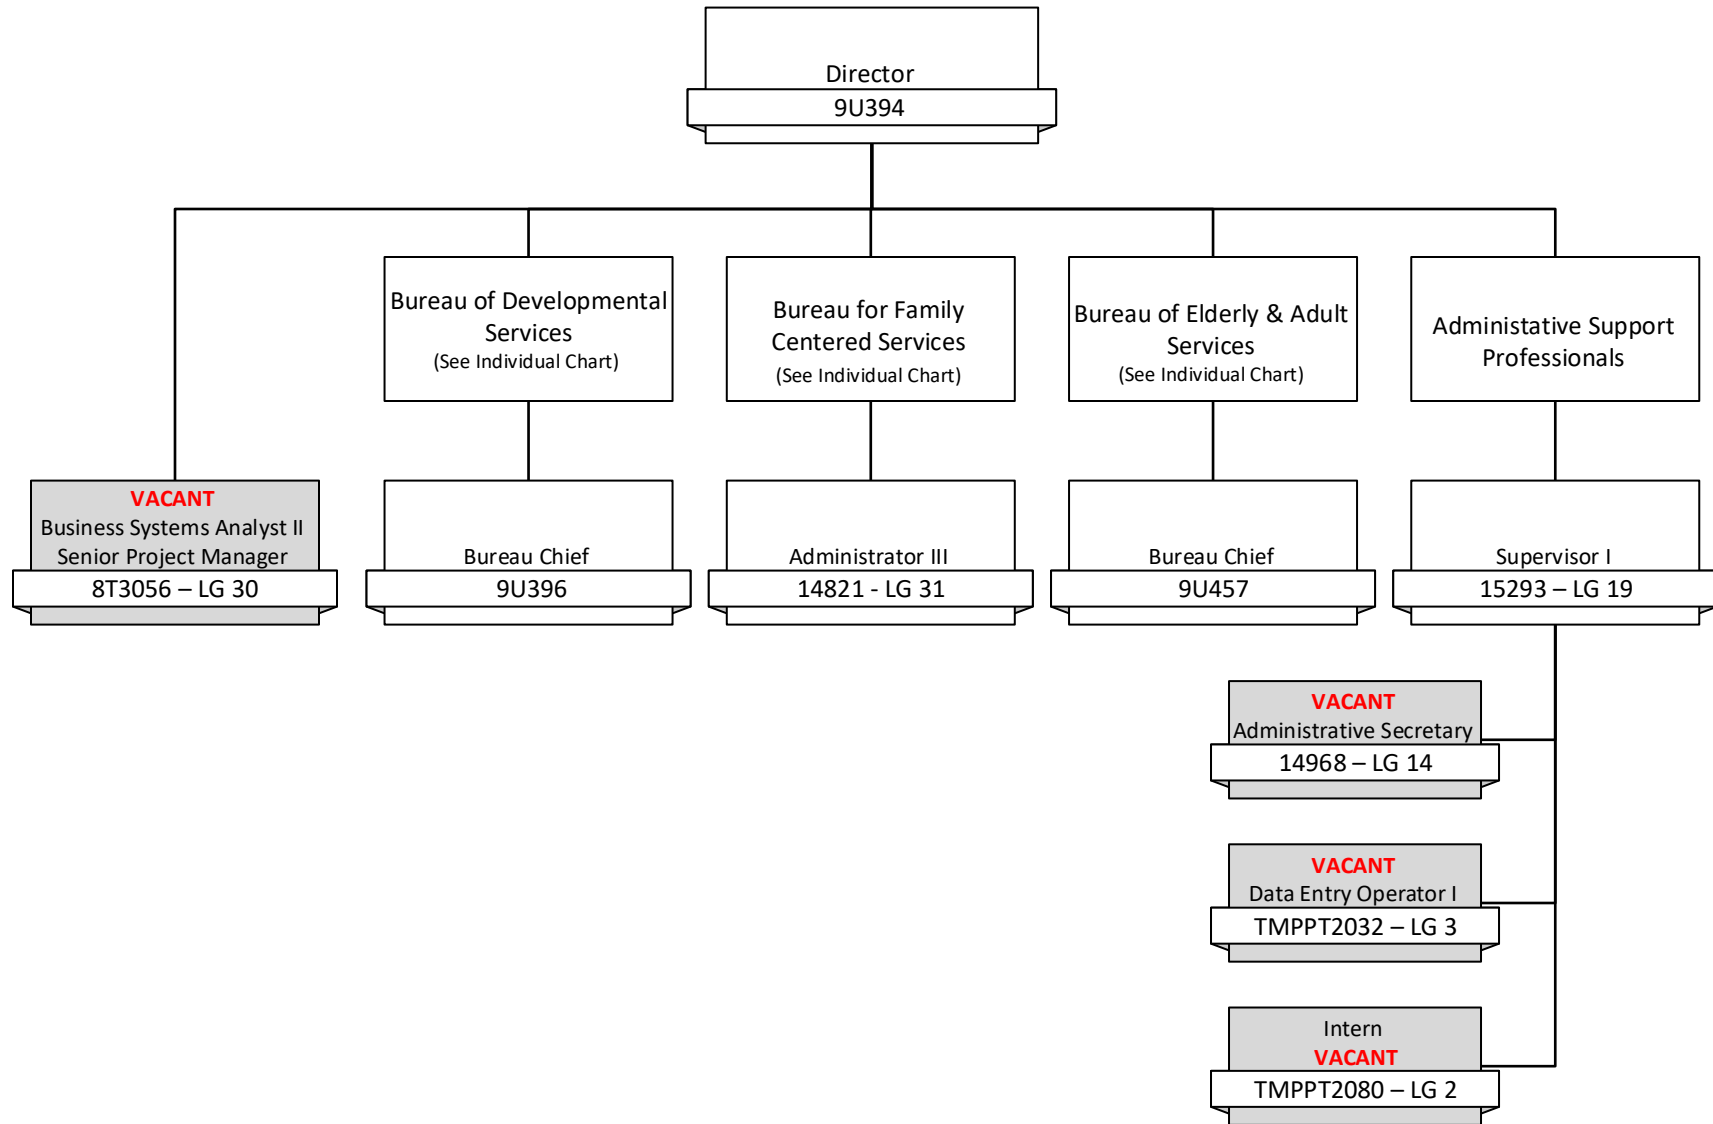 Director
9U394
Bureau of Developmental
Services
(See Individual Chart)
Bureau for Family
Centered Services
(See Individual Chart)
Bureau of Elderly & Adult
Services
(See Individual Chart)
Administative Support
Professionals
VACANT
Business Systems Analyst II
Senior Project Manager
8T3056 – LG 30
Bureau Chief
9U396
Administrator III
14821 - LG 31
Bureau Chief
9U457
Supervisor I
15293 – LG 19
VACANT
Administrative Secretary
14968 – LG 14
VACANT
Data Entry Operator I
TMPPT2032 – LG 3
Intern
VACANT
TMPPT2080 – LG 2